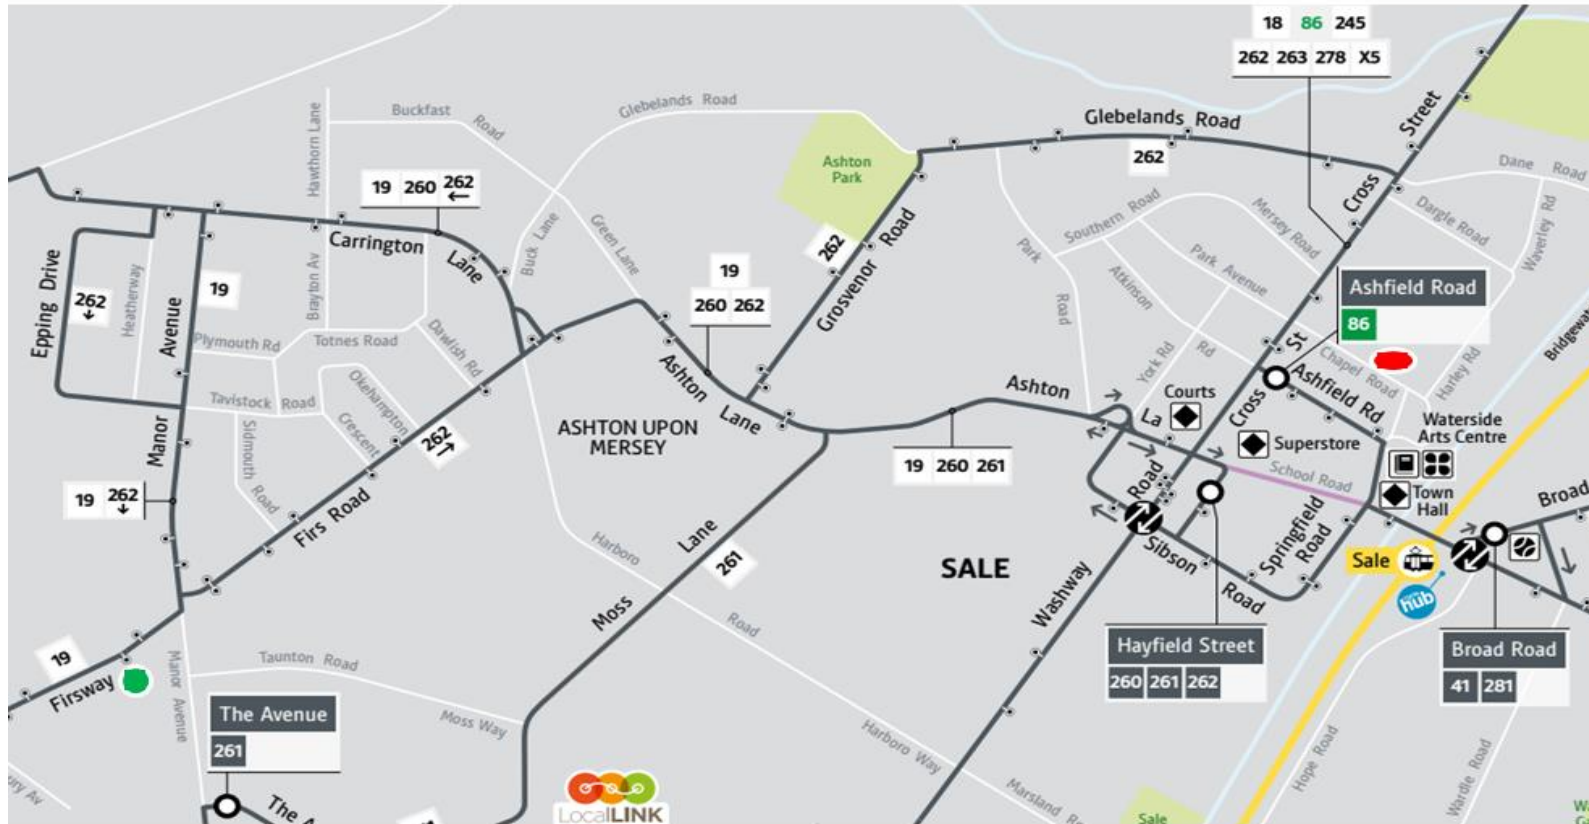 18 86 245
262 263 278 X5
Buckfast
Road
Glebelands Road
Glebelands Road
262
Street
Dane Road
Hawthorn Lane
19 260 262
←
Ashton
Park
Cross
Southern Road
Mersey Road
Dargle Road
Waverley Rd
Carrington
Lane
Buck Lane
Green Lane
262
Grosvenor Road
Park
Road
Park Avenue
Atkinson
Rd
Epping Drive
262
↓
Heatherway
Avenue
19
Brayton Av
19
260 262
Ashfield Road
86
Bridgewa
Plymouth Rd
Totnes Road
Dawlish Rd
York Rd
St
Chapel Road
Harley Rd
Ashton
Lane
Ashton
La
Courts
Cross
Ashfield Rd
Tavistock Road
Okehampton
Crescent
262
→
ASHTON UPON
MERSEY
Superstore
Waterside
Arts Centre
Manor
Sidmouth
Road
19 260 261
School Road
Town
Hall
Broad
19 262
↓
Firs Road
Road
Sibson
Road
Springfield
Road
Lane
261
Moss
Harboro
Road
SALE
Washway
Sale
hub
Hayfield Street
260 261 262
Broad Road
41 281
19
Firsway
Manor Avenue
Taunton Road
Moss Way
The Avenue
261
The A
Harboro Way
Marsland Ro
Hope Road
Wardle Road
ury Av
LocalLINK
Sale